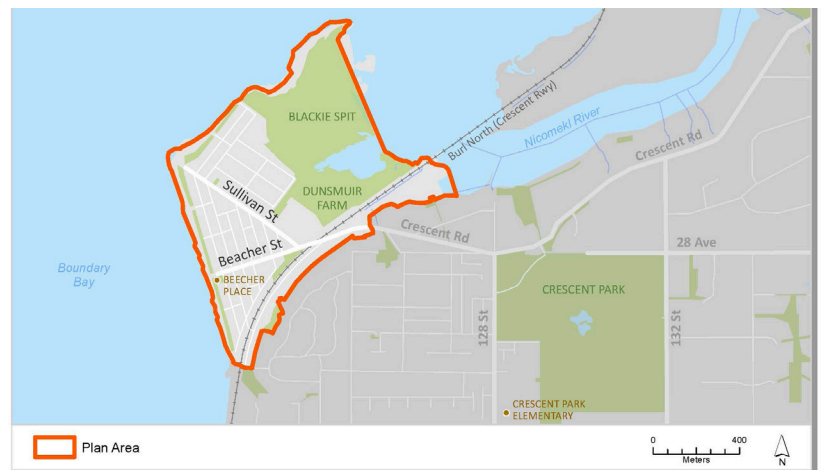 BLACKIE SPIT
Burl North (Crescent Rwy)
Nicomekl River
Crescent Rd
Sullivan St
DUNSMUIR
FARM
Crescent Rd
Beacher St
28 Ave
Boundary
Bay
BEECHER
PLACE
CRESCENT PARK
128 St
132 St
CRESCENT PARK
ELEMENTARY
Plan Area
0 400
Meters
N